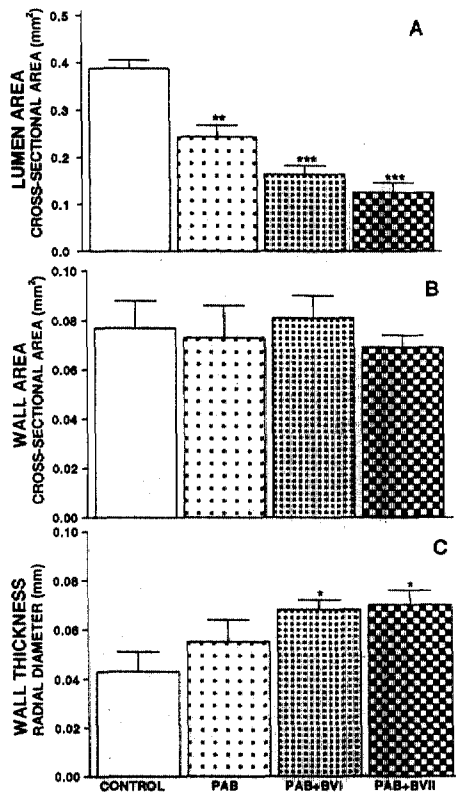 A
LUMEN AREA
CROSS-SECTIONAL AREA (mm²)
0.5
0.4
0.3
0.2
0.1
0.0
**
***
***
B
WALL AREA
CROSS-SECTIONAL AREA (mm²)
0.10
0.08
0.06
0.04
0.02
0.00
C
WALL THICKNESS
RADIAL DIAMETER (mm)
0.10
0.08
0.06
0.04
0.02
0.00
*
*
CONTROL PAB PAB+BVI PAB+BVII